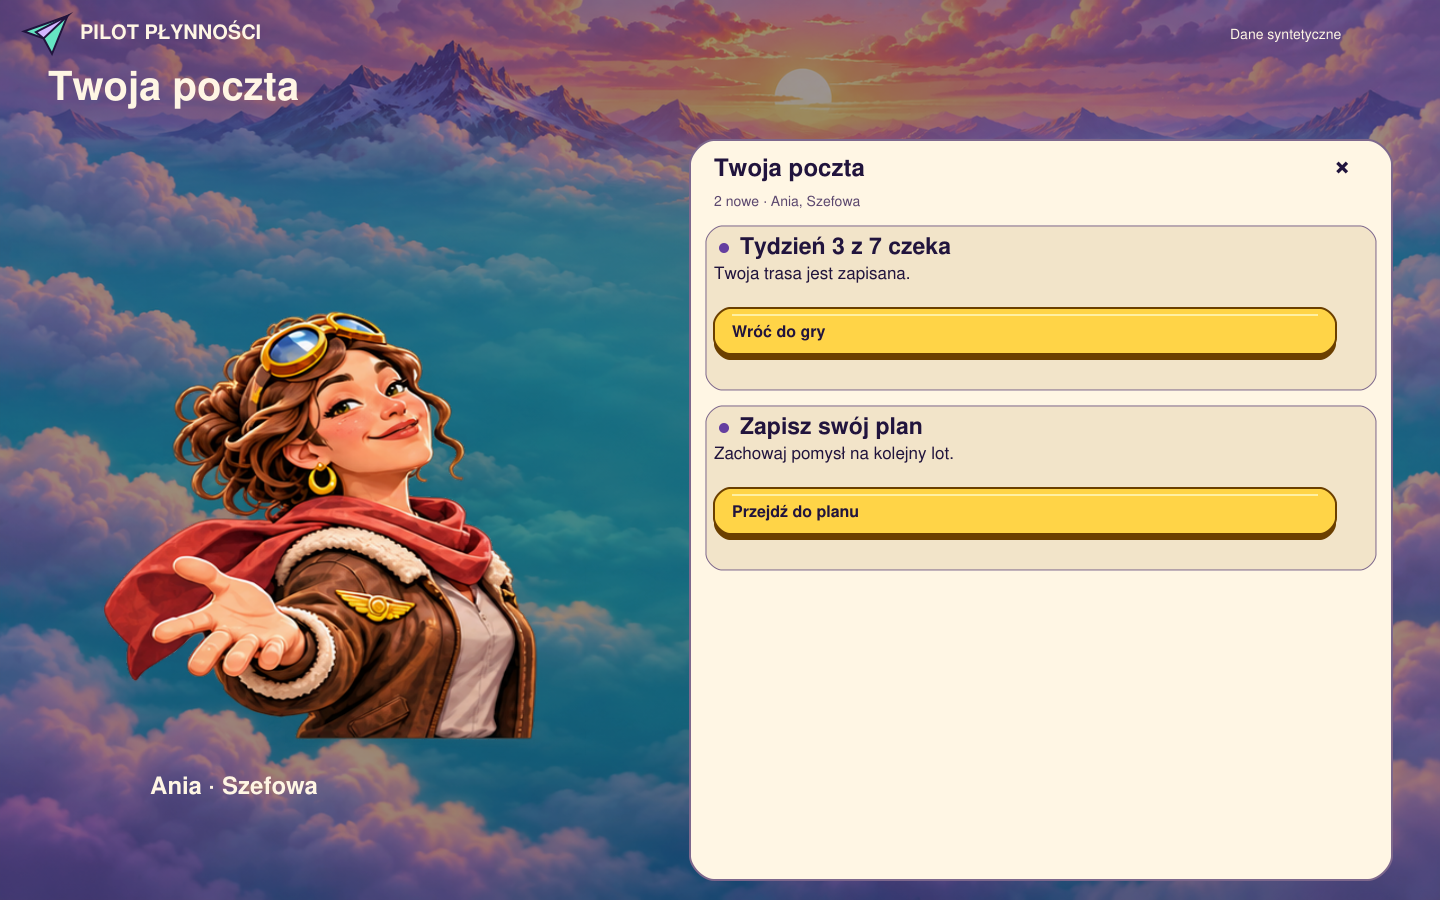 PILOT PŁYNNOŚCI
Dane syntetyczne
Twoja poczta
Twoja poczta
×
2 nowe · Ania, Szefowa
Tydzień 3 z 7 czeka
Twoja trasa jest zapisana.
Wróć do gry
Zapisz swój plan
Zachowaj pomysł na kolejny lot.
Przejdź do planu
Ania · Szefowa